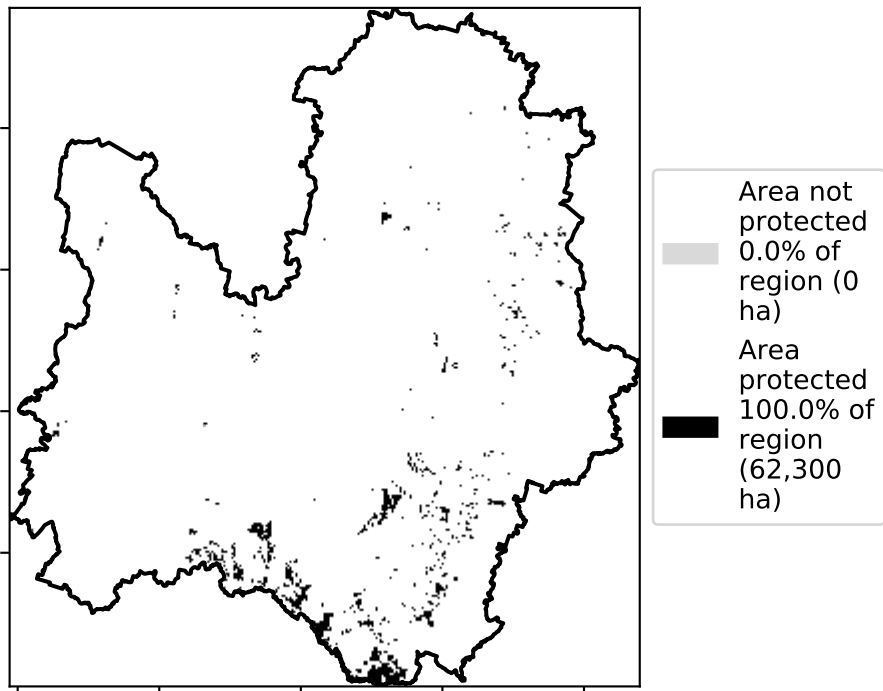 Area not
protected
0.0% of
region (0
ha)
Area
protected
100.0% of
region
(62,300
ha)